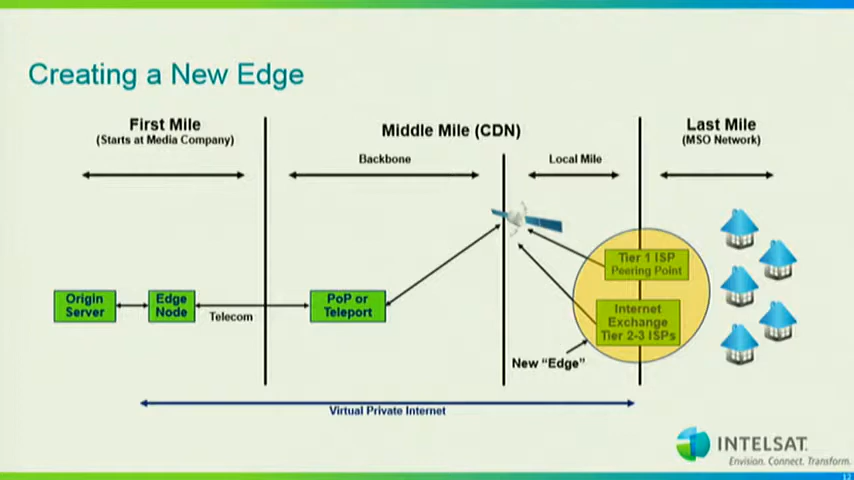 Creating a New Edge
First Mile
(Starts at Media Company)
Middle Mile (CDN)
Last Mile
(MSO Network)
Backbone
Local Mile
Tier 1 ISP
Peering Point
Origin
Server
Edge
Node
Telecom
PoP or
Teleport
Internet
Exchange
Tier 2-3 ISPs
New “Edge”
Virtual Private Internet
INTELSAT.
Envision. Connect. Transform.